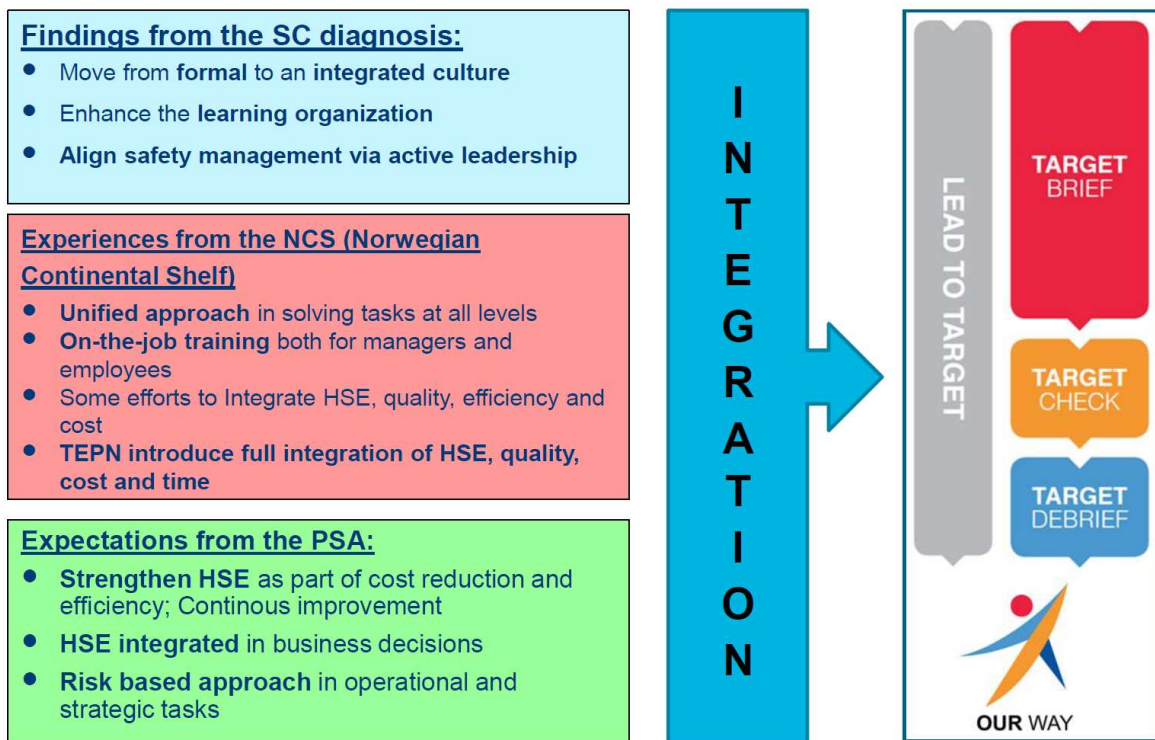 Findings from the SC diagnosis:
• Move from formal to an integrated culture
• Enhance the learning organization
• Align safety management via active leadership
Experiences from the NCS (Norwegian
Continental Shelf)
• Unified approach in solving tasks at all levels
• On-the-job training both for managers and
employees
• Some efforts to Integrate HSE, quality, efficiency and
cost
• TEPN introduce full integration of HSE, quality,
cost and time
Expectations from the PSA:
• Strengthen HSE as part of cost reduction and
efficiency; Continous improvement
• HSE integrated in business decisions
• Risk based approach in operational and
strategic tasks
INTEGRATION
LEAD TO TARGET
TARGET
BRIEF
TARGET
CHECK
TARGET
DEBRIEF
OUR WAY